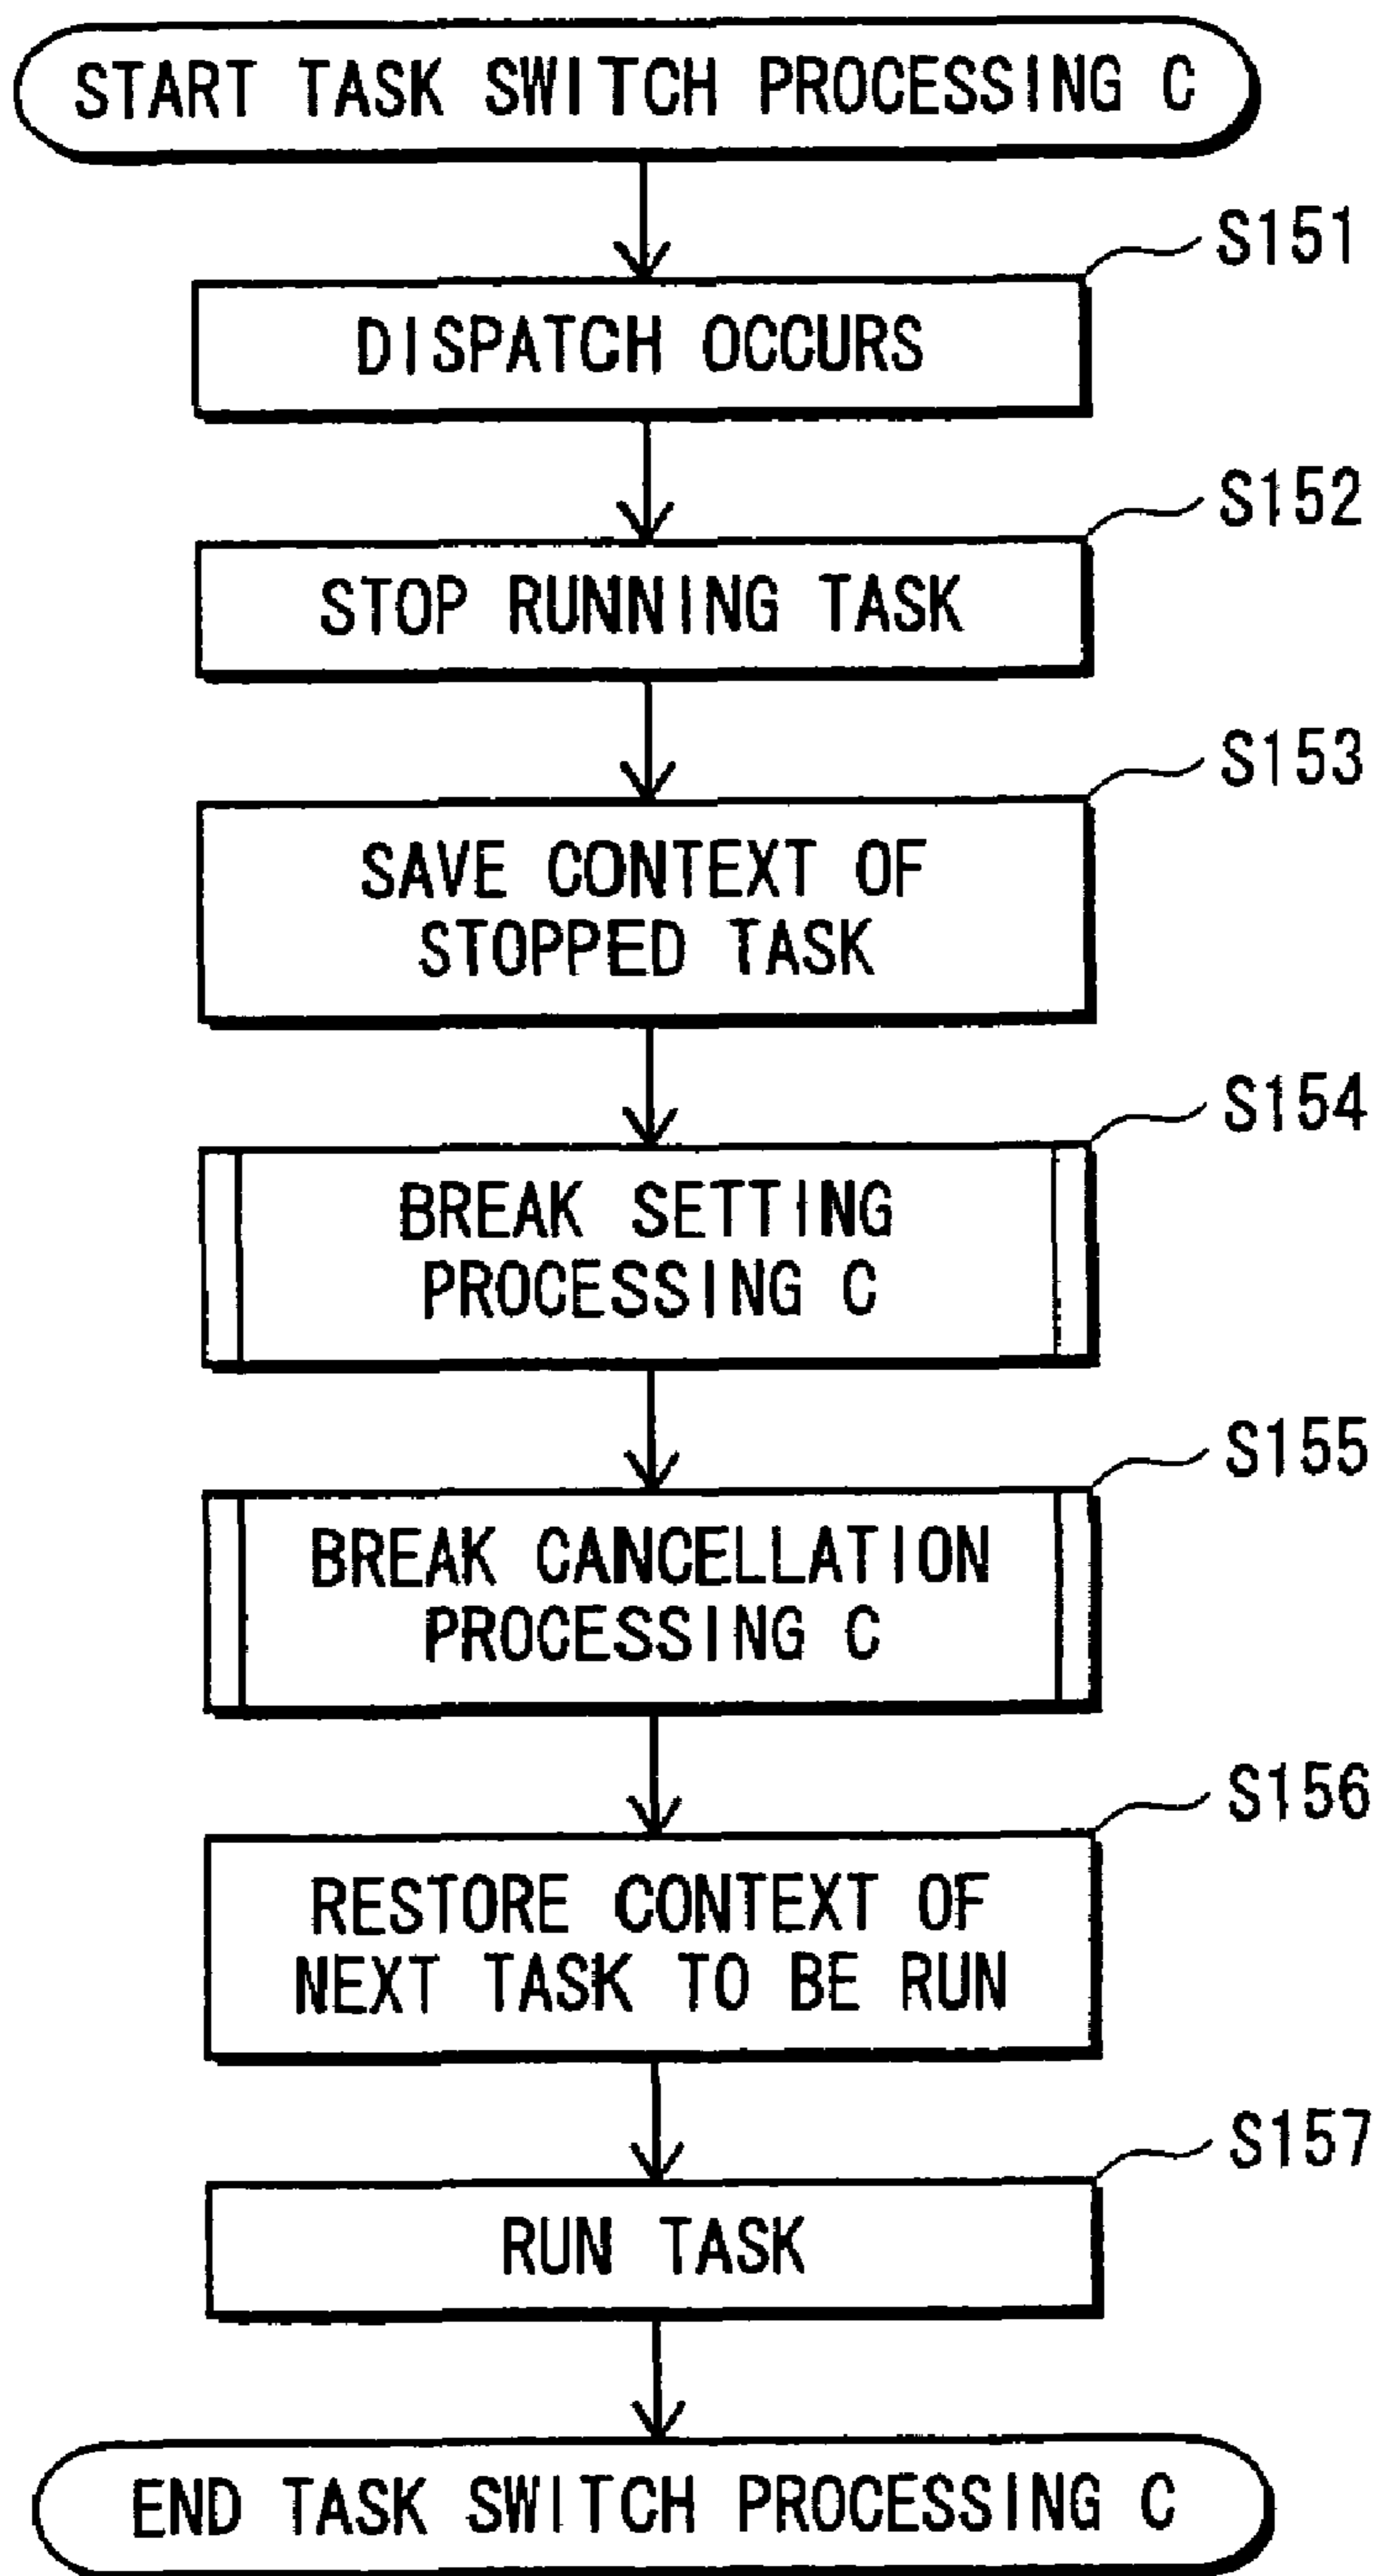 START TASK SWITCH PROCESSING C
S151
DISPATCH OCCURS
S152
STOP RUNNING TASK
S153
SAVE CONTEXT OF
STOPPED TASK
S154
BREAK SETTING
PROCESSING C
S155
BREAK CANCELLATION
PROCESSING C
S156
RESTORE CONTEXT OF
NEXT TASK TO BE RUN
S157
RUN TASK
END TASK SWITCH PROCESSING C